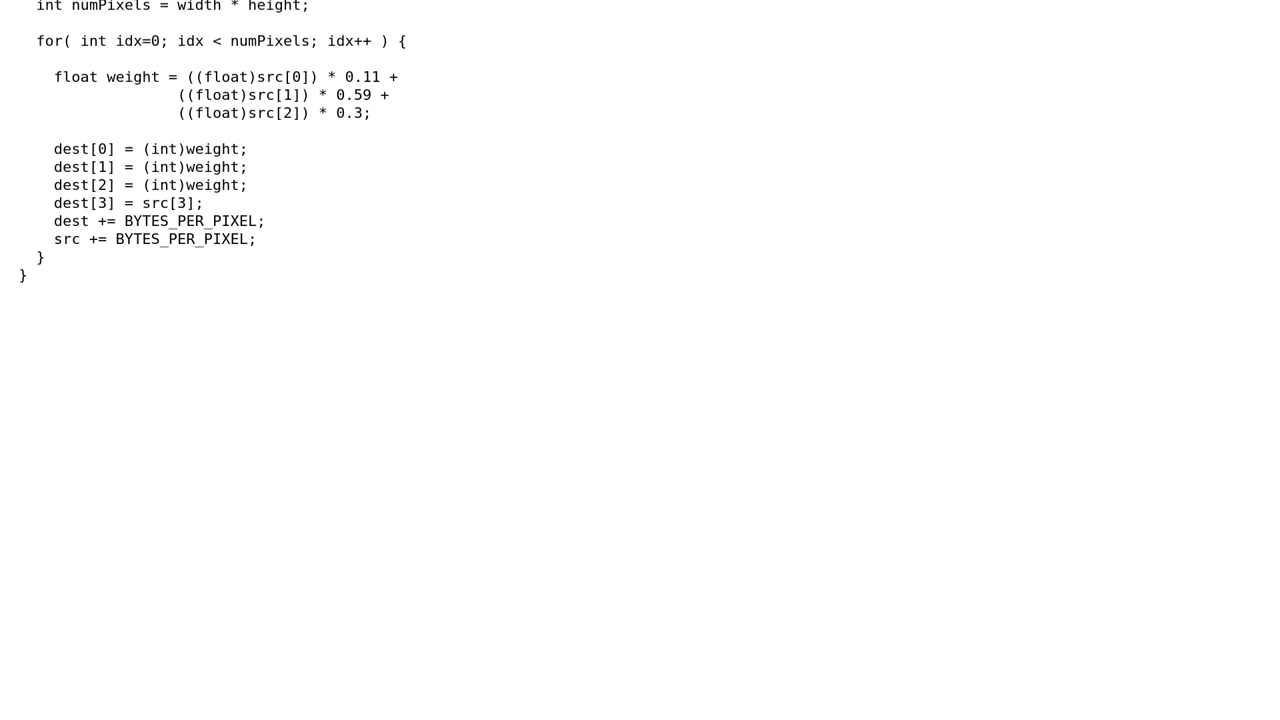 int numPixels = width * height;
for( int idx=0; idx < numPixels; idx++ ) {
float weight = ((float)src[0]) * 0.11 +
((float)src[1]) * 0.59 +
((float)src[2]) * 0.3;
dest[0] = (int)weight;
dest[1] = (int)weight;
dest[2] = (int)weight;
dest[3] = src[3];
dest += BYTES_PER_PIXEL;
src += BYTES_PER_PIXEL;
}
}